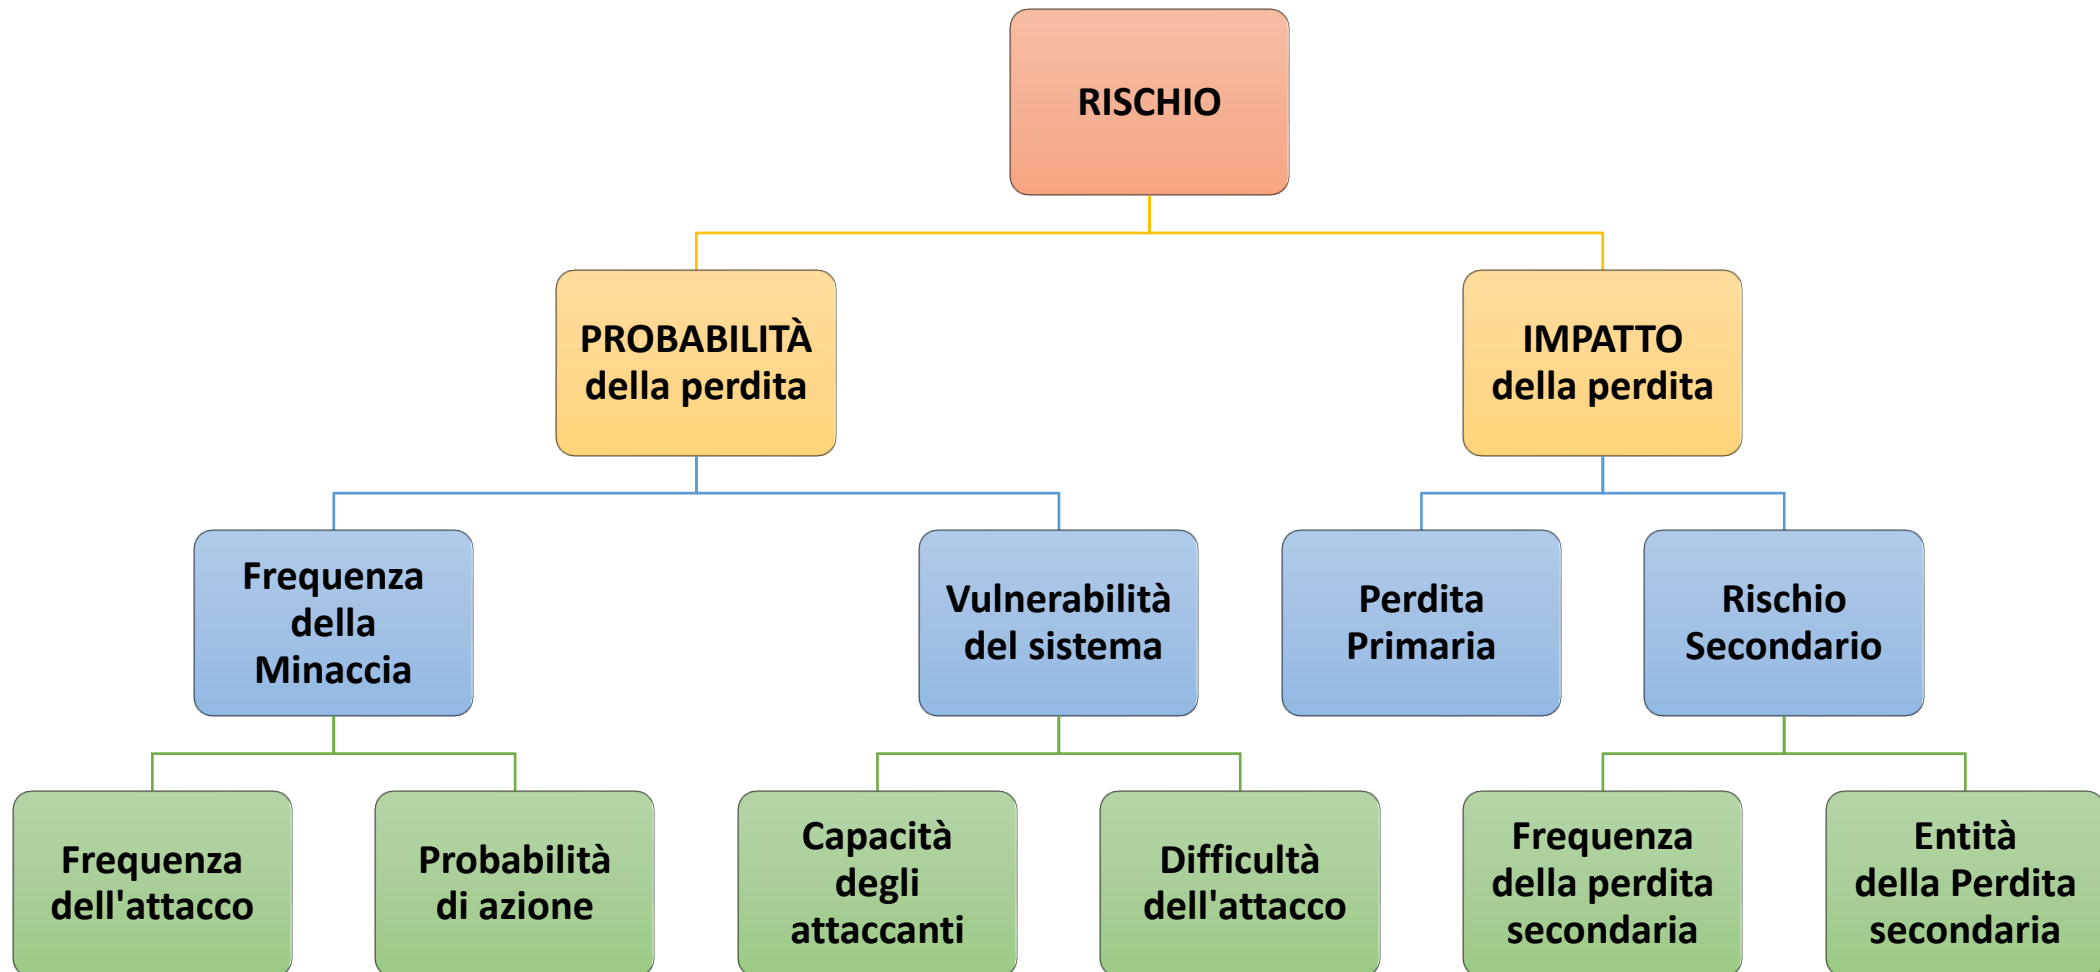 RISCHIO
PROBABILITÀ
della perdita
IMPATTO
della perdita
Frequenza
della
Minaccia
Vulnerabilità
del sistema
Perdita
Primaria
Rischio
Secondario
Frequenza
dell'attacco
Probabilità
di azione
Capacità
degli
attaccanti
Difficultà
dell'attacco
Frequenza
della perdita
secondaria
Entità
della Perdita
secondaria